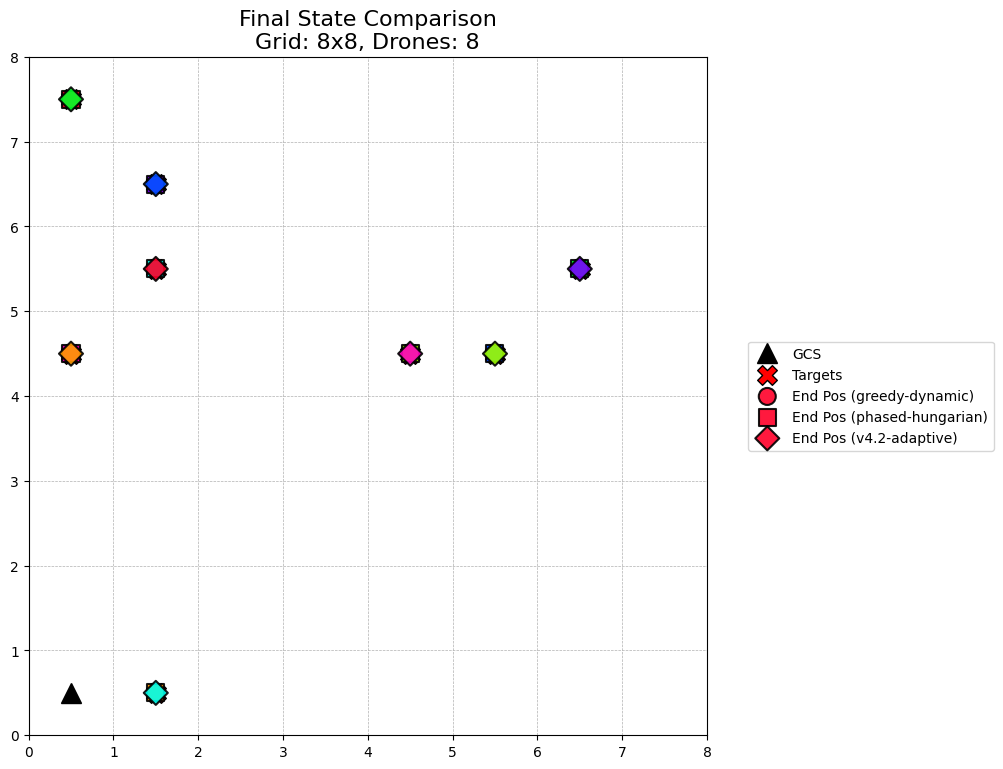 Final State Comparison
Grid: 8x8, Drones: 8
8
7
6
5
4
3
2
1
0
0 1 2 3 4 5 6 7 8
GCS
Targets
End Pos (greedy-dynamic)
End Pos (phased-hungarian)
End Pos (v4.2-adaptive)